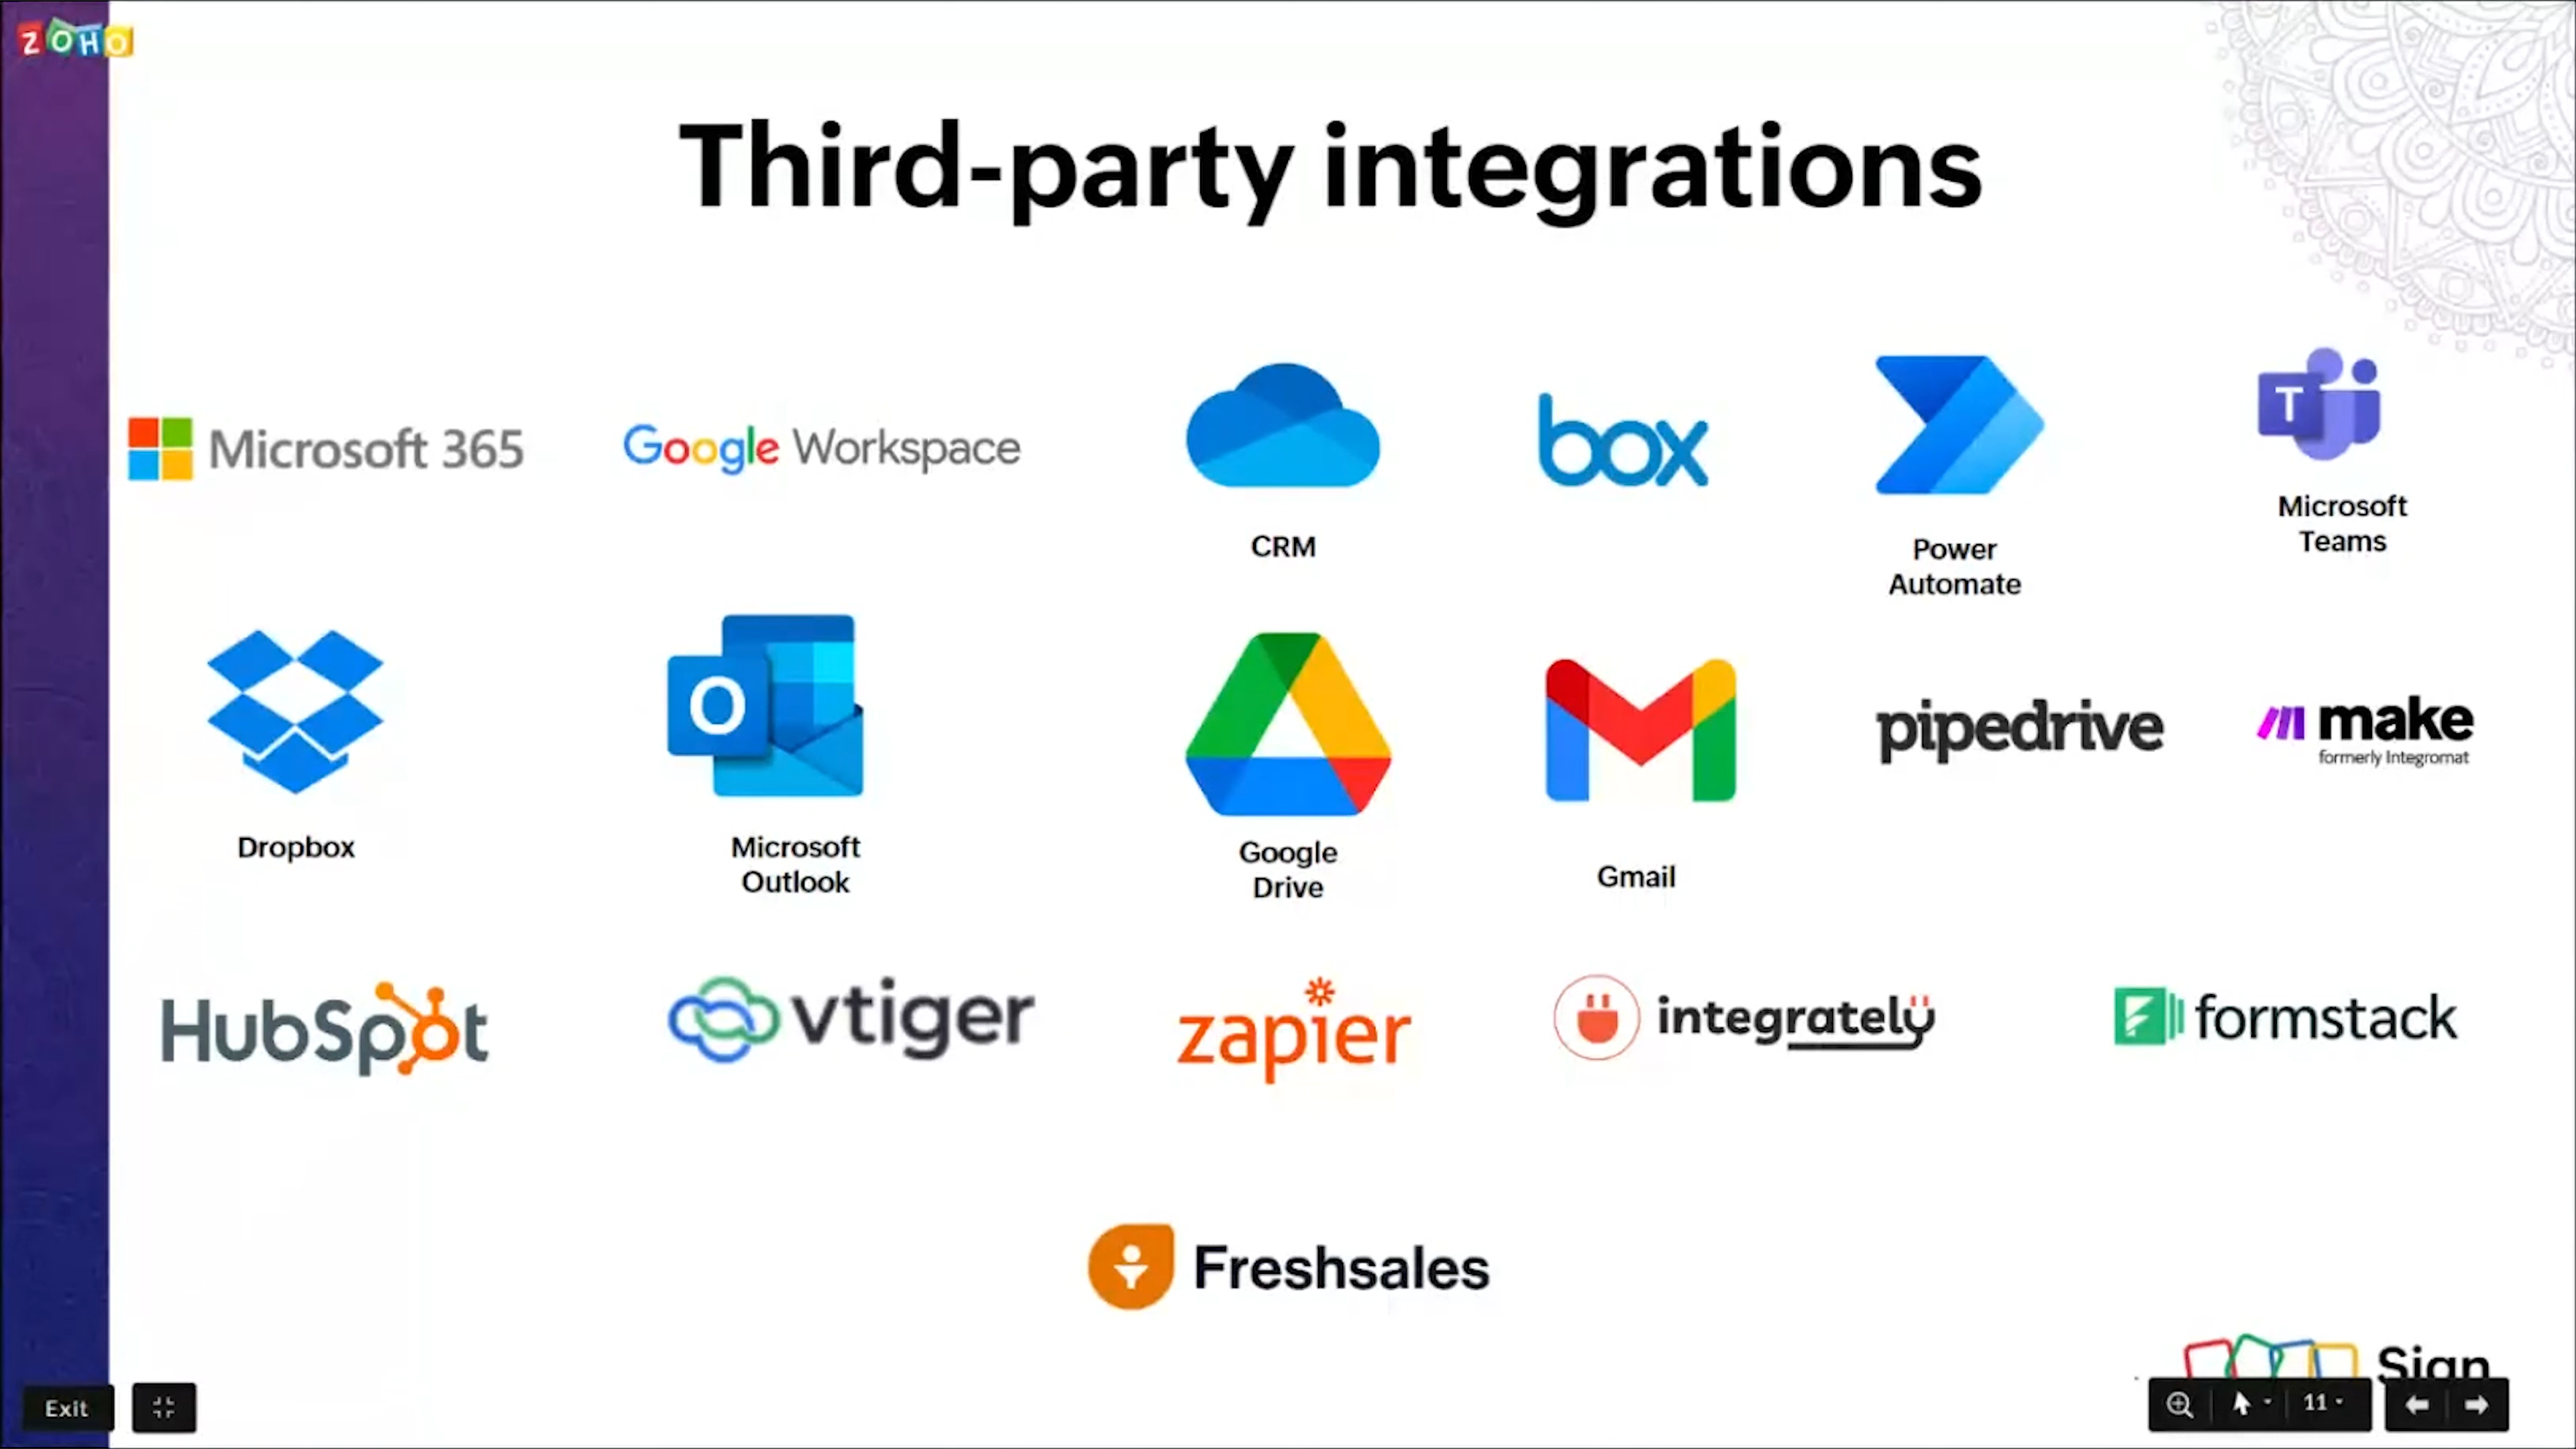 ZOHO
Third-party integrations
Microsoft 365
Google Workspace
CRM
box
Power
Automate
T
Microsoft
Teams
Dropbox
O
Microsoft
Outlook
Google
Drive
Gmail
pipedrive
make
formerly Integromat
HubSpot
vtiger
zapier
integrately
formstack
Freshsales
Sign
Exit
11